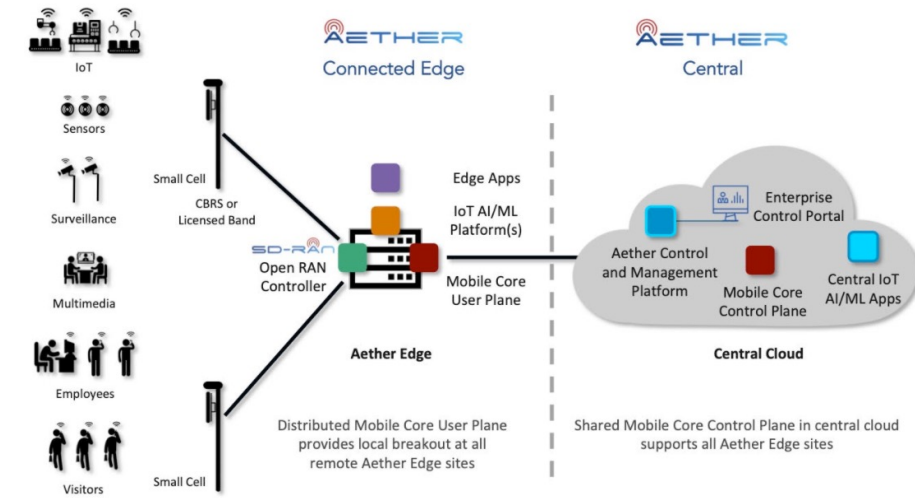 IoT
Sensors
Surveillance
Multimedia
Employees
Visitors
Small Cell
CBRS or
Licensed Band
Small Cell
AETHER
Connected Edge
Edge Apps
IoT AI/ML
Platform(s)
SD-RAN
Open RAN
Controller
Mobile Core
User Plane
Aether Edge
Distributed Mobile Core User Plane
provides local breakout at all
remote Aether Edge sites
AETHER
Central
Enterprise
Control Portal
Aether Control
and Management
Platform
Mobile Core
Control Plane
Central IoT
AI/ML Apps
Central Cloud
Shared Mobile Core Control Plane in central cloud
supports all Aether Edge sites